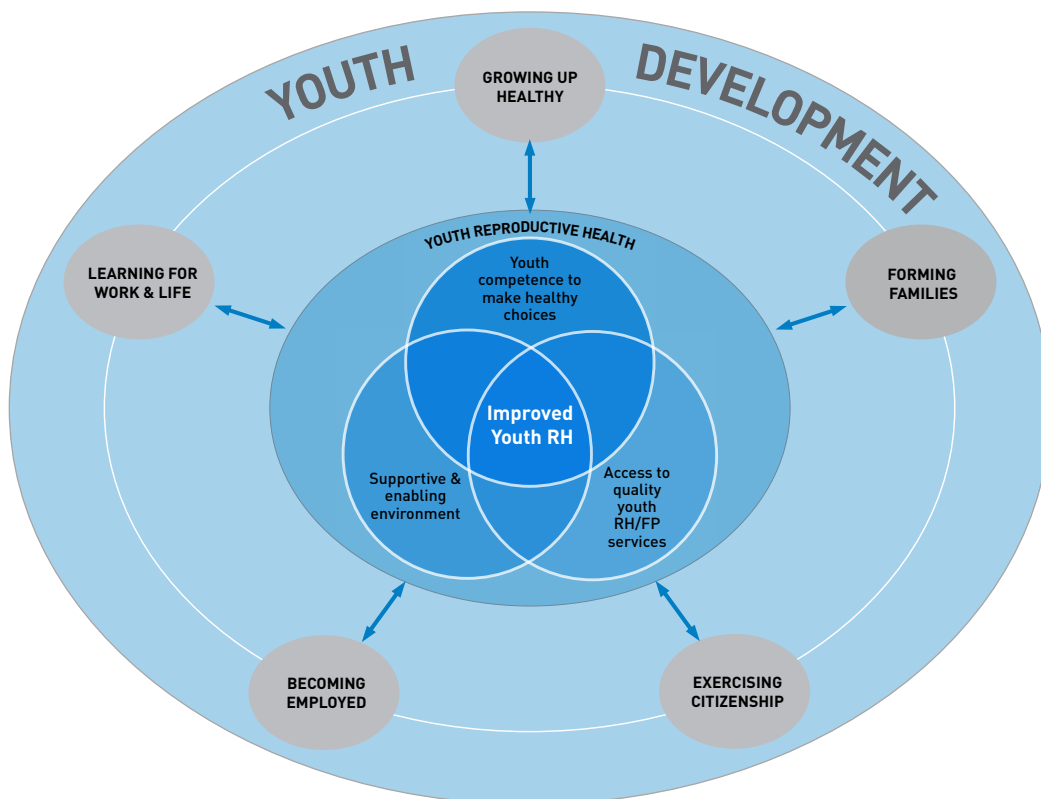 YOUTH DEVELOPMENT
GROWING UP
HEALTHY
LEARNING FOR
WORK & LIFE
FORMING
FAMILIES
YOUTH REPRODUCTIVE HEALTH
Youth
competence to
make healthy
choices
Improved
Youth RH
Supportive &
enabling
environment
Access to
quality
youth
RH/FP
services
BECOMING
EMPLOYED
EXERCISING
CITIZENSHIP